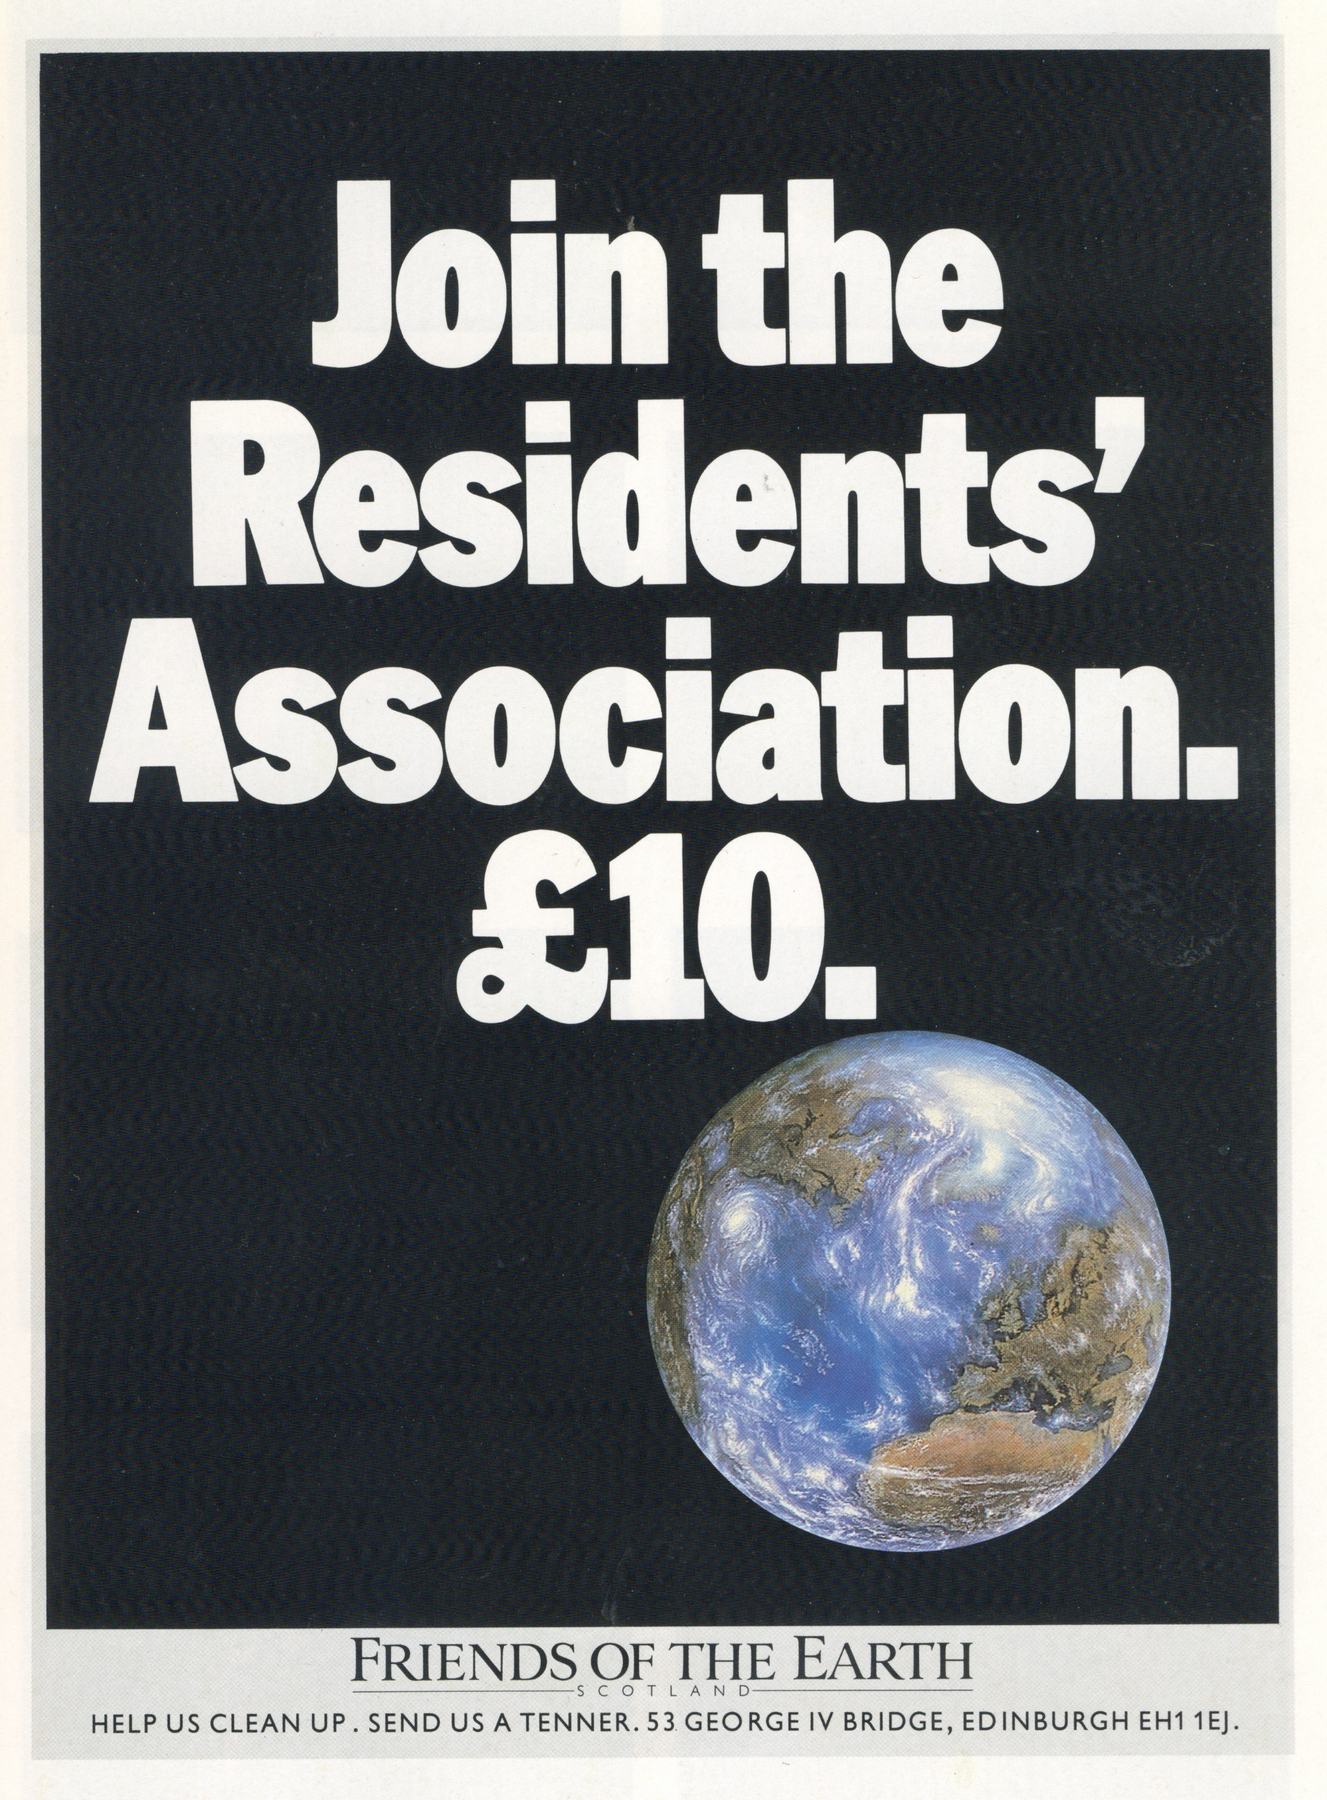 Join the
Residents’
Association.
£10.
FRIENDS OF THE EARTH
SCOTLAND
HELP US CLEAN UP. SEND US A TENNER. 53 GEORGE IV BRIDGE, EDINBURGH EH1 1EJ.